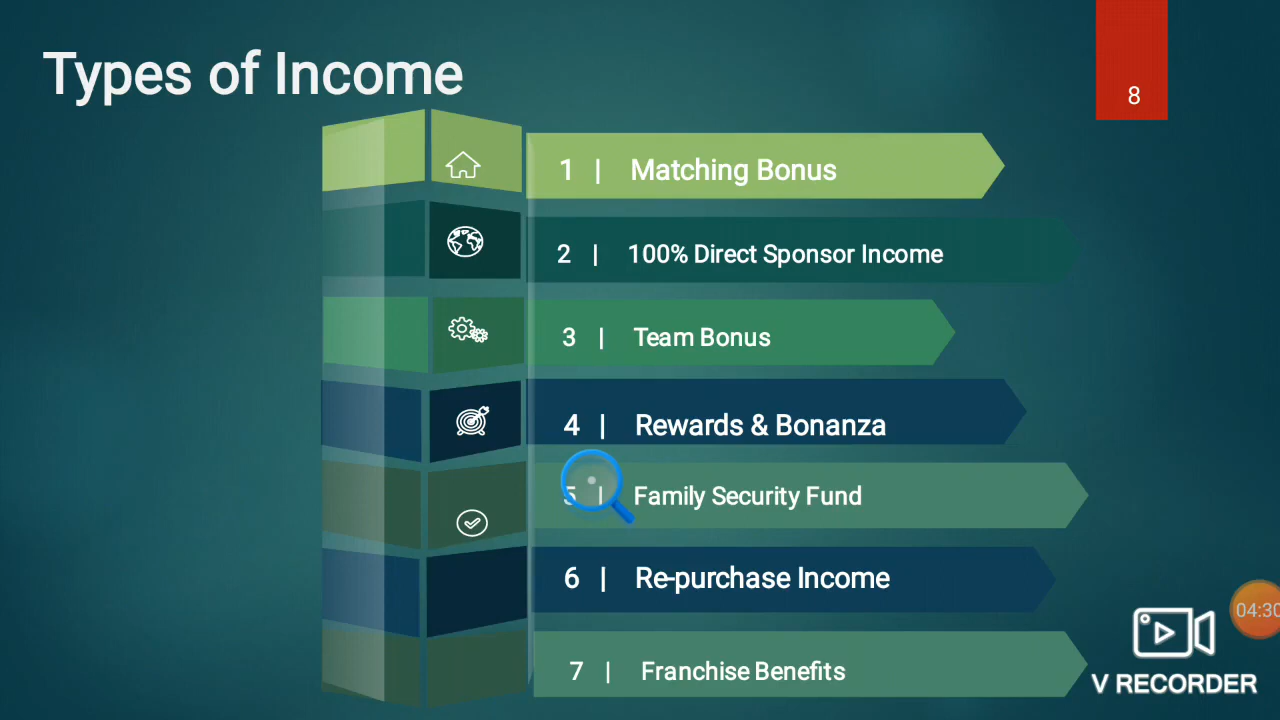 Types of Income
8
1 | Matching Bonus
2 | 100% Direct Sponsor Income
3 | Team Bonus
4 | Rewards & Bonanza
5 | Family Security Fund
6 | Re-purchase Income
7 | Franchise Benefits
04:30
V RECORDER